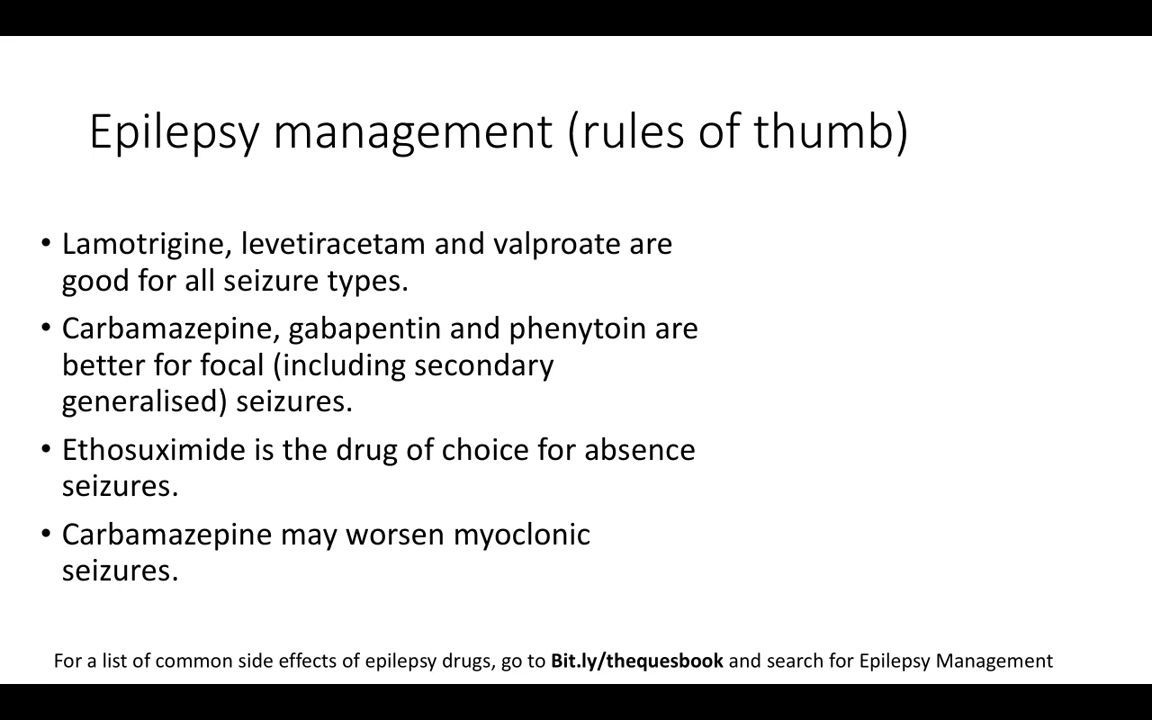 Epilepsy management (rules of thumb)
• Lamotrigine, levetiracetam and valproate are
good for all seizure types.
• Carbamazepine, gabapentin and phenytoin are
better for focal (including secondary
generalised) seizures.
• Ethosuximide is the drug of choice for absence
seizures.
• Carbamazepine may worsen myoclonic
seizures.
For a list of common side effects of epilepsy drugs, go to Bit.ly/thequesbook and search for Epilepsy Management